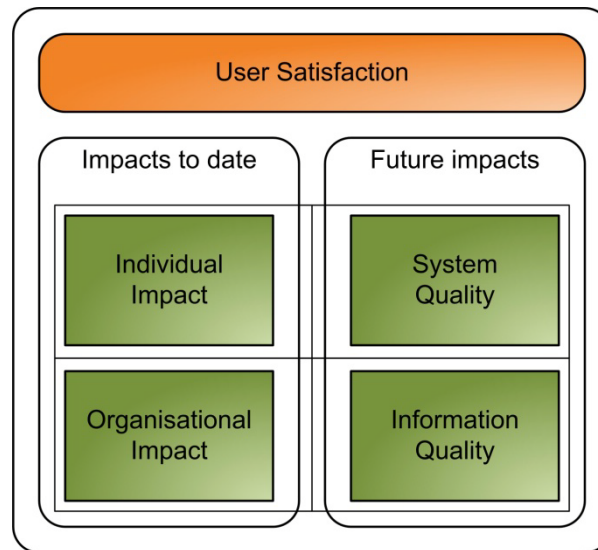 User Satisfaction
Impacts to date
Future impacts
Individual
Impact
System
Quality
Organisational
Impact
Information
Quality